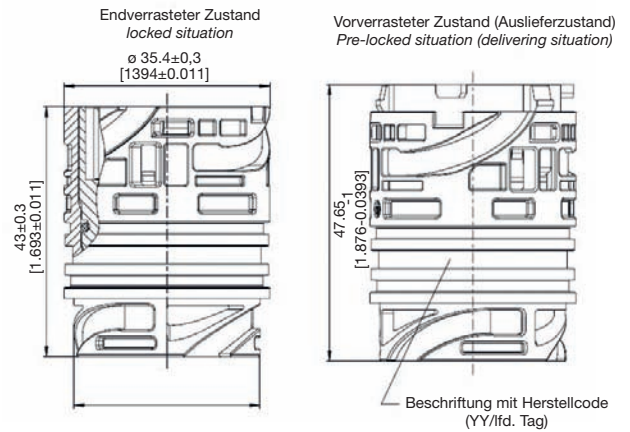 Endverrasteter Zustand
locked situation
ø 35.4±0,3
[1394±0.011]
43±0.3
[1.693±0.011]
Vorverrasteter Zustand (Auslieferzustand)
Pre-locked situation (delivering situation)
47.65-1
[1.876-0.0393]
Beschriftung mit Herstellcode
(YY/lfd. Tag)